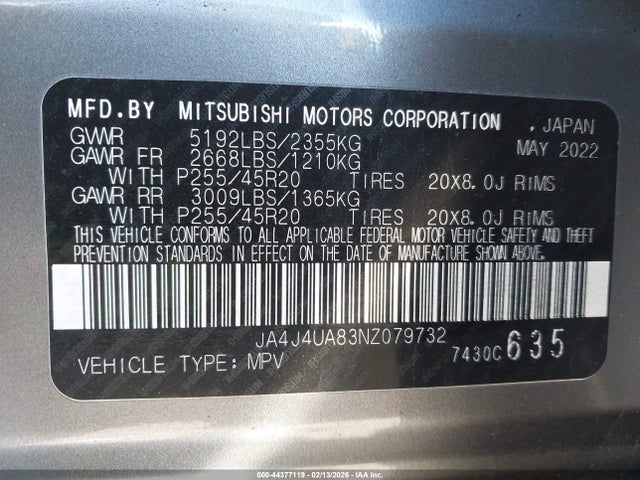 MFD.BY MITSUBISHI MOTORS CORPORATION . JAPAN
GVWR 5192LBS/2355KG MAY 2022
GAWR FR 2668LBS/1210KG
WITH P255/45R20 TIRES 20X8.0J RIMS
GAWR RR 3009LBS/1365KG
WITH P255/45R20 TIRES 20X8.0J RIMS
THIS VEHICLE CONFORMS TO ALL APPLICABLE FEDERAL MOTOR VEHICLE SAFETY AND THEFT
PREVENTION STANDARDS IN EFFECT ON THE DATE OF MANUFACTURE SHOWN ABOVE.
JA4J4UA83NZ079732
VEHICLE TYPE: MPV 7430C 635
000-44377119 - 02/13/2026 - IAA Inc.